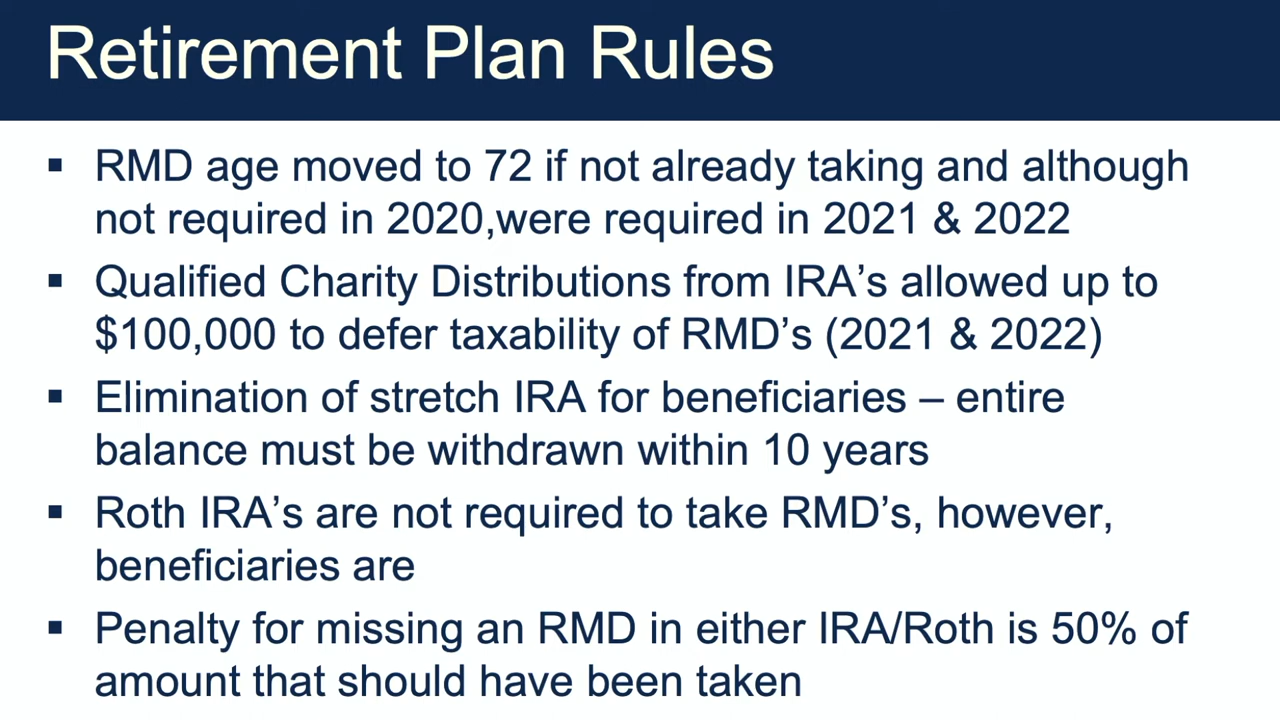 Retirement Plan Rules
▪ RMD age moved to 72 if not already taking and although
not required in 2020,were required in 2021 & 2022
▪ Qualified Charity Distributions from IRA’s allowed up to
$100,000 to defer taxability of RMD’s (2021 & 2022)
▪ Elimination of stretch IRA for beneficiaries – entire
balance must be withdrawn within 10 years
▪ Roth IRA’s are not required to take RMD’s, however,
beneficiaries are
▪ Penalty for missing an RMD in either IRA/Roth is 50% of
amount that should have been taken